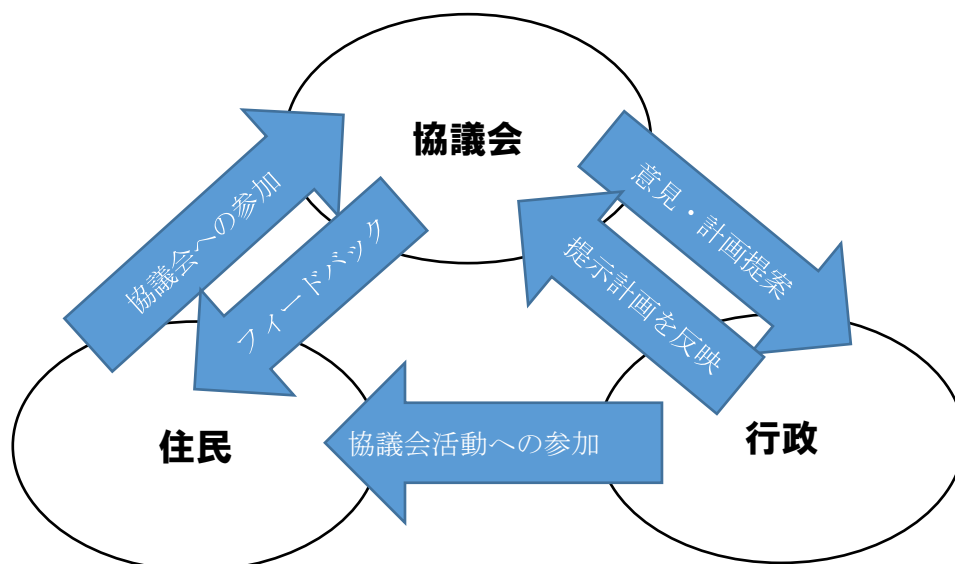 協議会
協議会への参加
フィードバック
意見・計画提案
提示計画を反映
住民
協議会活動への参加
行政